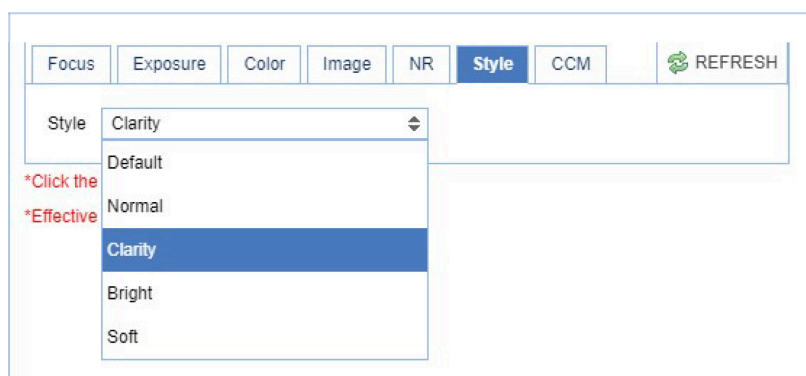 Focus Exposure Color Image NR Style CCM REFRESH
Style Clarity
Default
*Click the
Normal
*Effective
Clarity
Bright
Soft